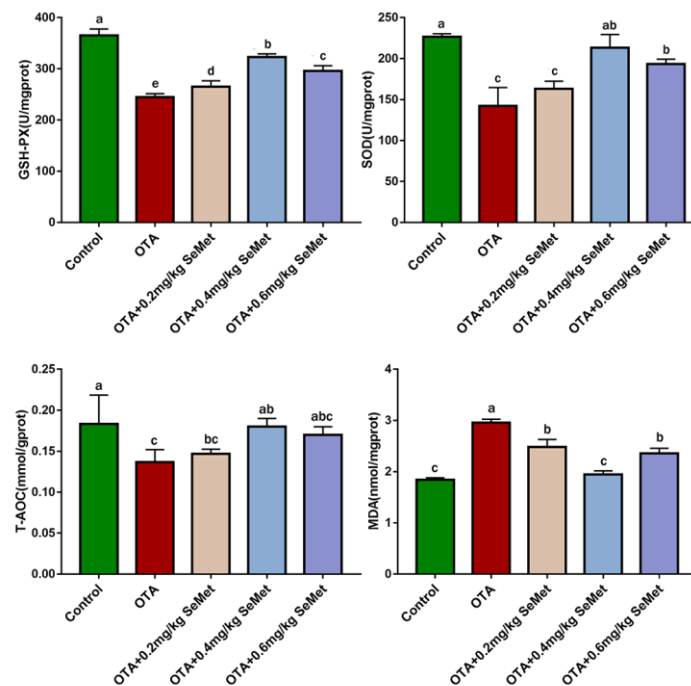 GSH-PX(U/mgprot)
400
300
200
100
0
a
e
d
b
c
Control
OTA
OTA+0.2mg/kg SeMet
OTA+0.4mg/kg SeMet
OTA+0.6mg/kg SeMet
SOD(U/mgprot)
250
200
150
100
50
0
a
c
c
ab
b
Control
OTA
OTA+0.2mg/kg SeMet
OTA+0.4mg/kg SeMet
OTA+0.6mg/kg SeMet
T-AOC(mmol/gprot)
0.25
0.20
0.15
0.10
0.05
0.00
a
c
bc
ab
abc
Control
OTA
OTA+0.2mg/kg SeMet
OTA+0.4mg/kg SeMet
OTA+0.6mg/kg SeMet
MDA(nmol/mgprot)
4
3
2
1
0
c
a
b
c
b
Control
OTA
OTA+0.2mg/kg SeMet
OTA+0.4mg/kg SeMet
OTA+0.6mg/kg SeMet